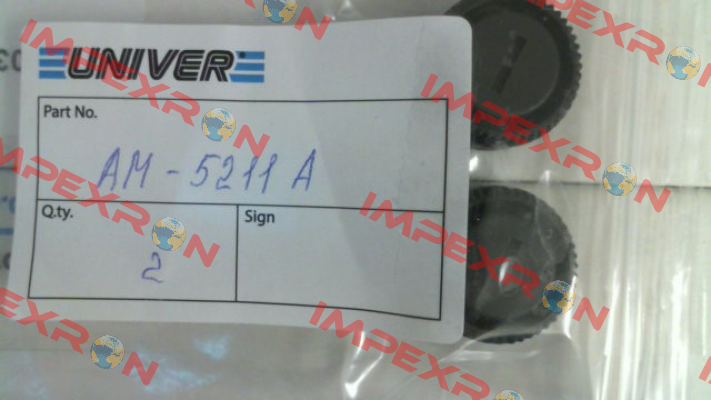 UNIVER
Part No.
AM-5211 A
Q.ty.
Sign
2
IMPEXRON
IMPEXRON
IMPEXRON
IMPEXRON
IMPEXRON
IMPEXRON